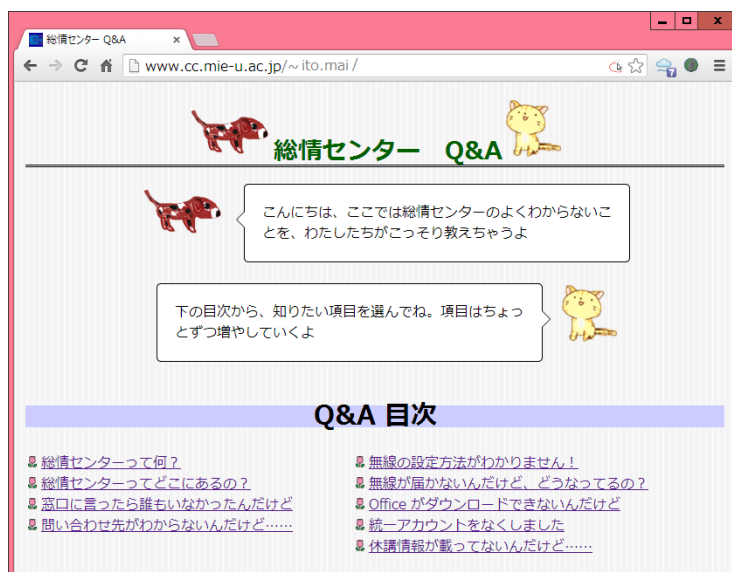 総情センター Q&A
www.cc.mie-u.ac.jp/~ito.mai/
7
総情センター　Q&A
こんにちは、ここでは総情センターのよくわからないこ
とを、わたしたちがこっそり教えちゃうよ
下の目次から、知りたい項目を選んでね。項目はちょっ
とずつ増やしていくよ
Q&A 目次
総情センターって何？
総情センターってどこにあるの？
窓口に言ったら誰もいなかったんだけど
問い合わせ先がわからないんだけど……
無線の設定方法がわかりません！
無線が届かないんだけど、どうなってるの？
Office がダウンロードできないんだけど
統一アカウントをなくしました
休講情報が載ってないんだけど……